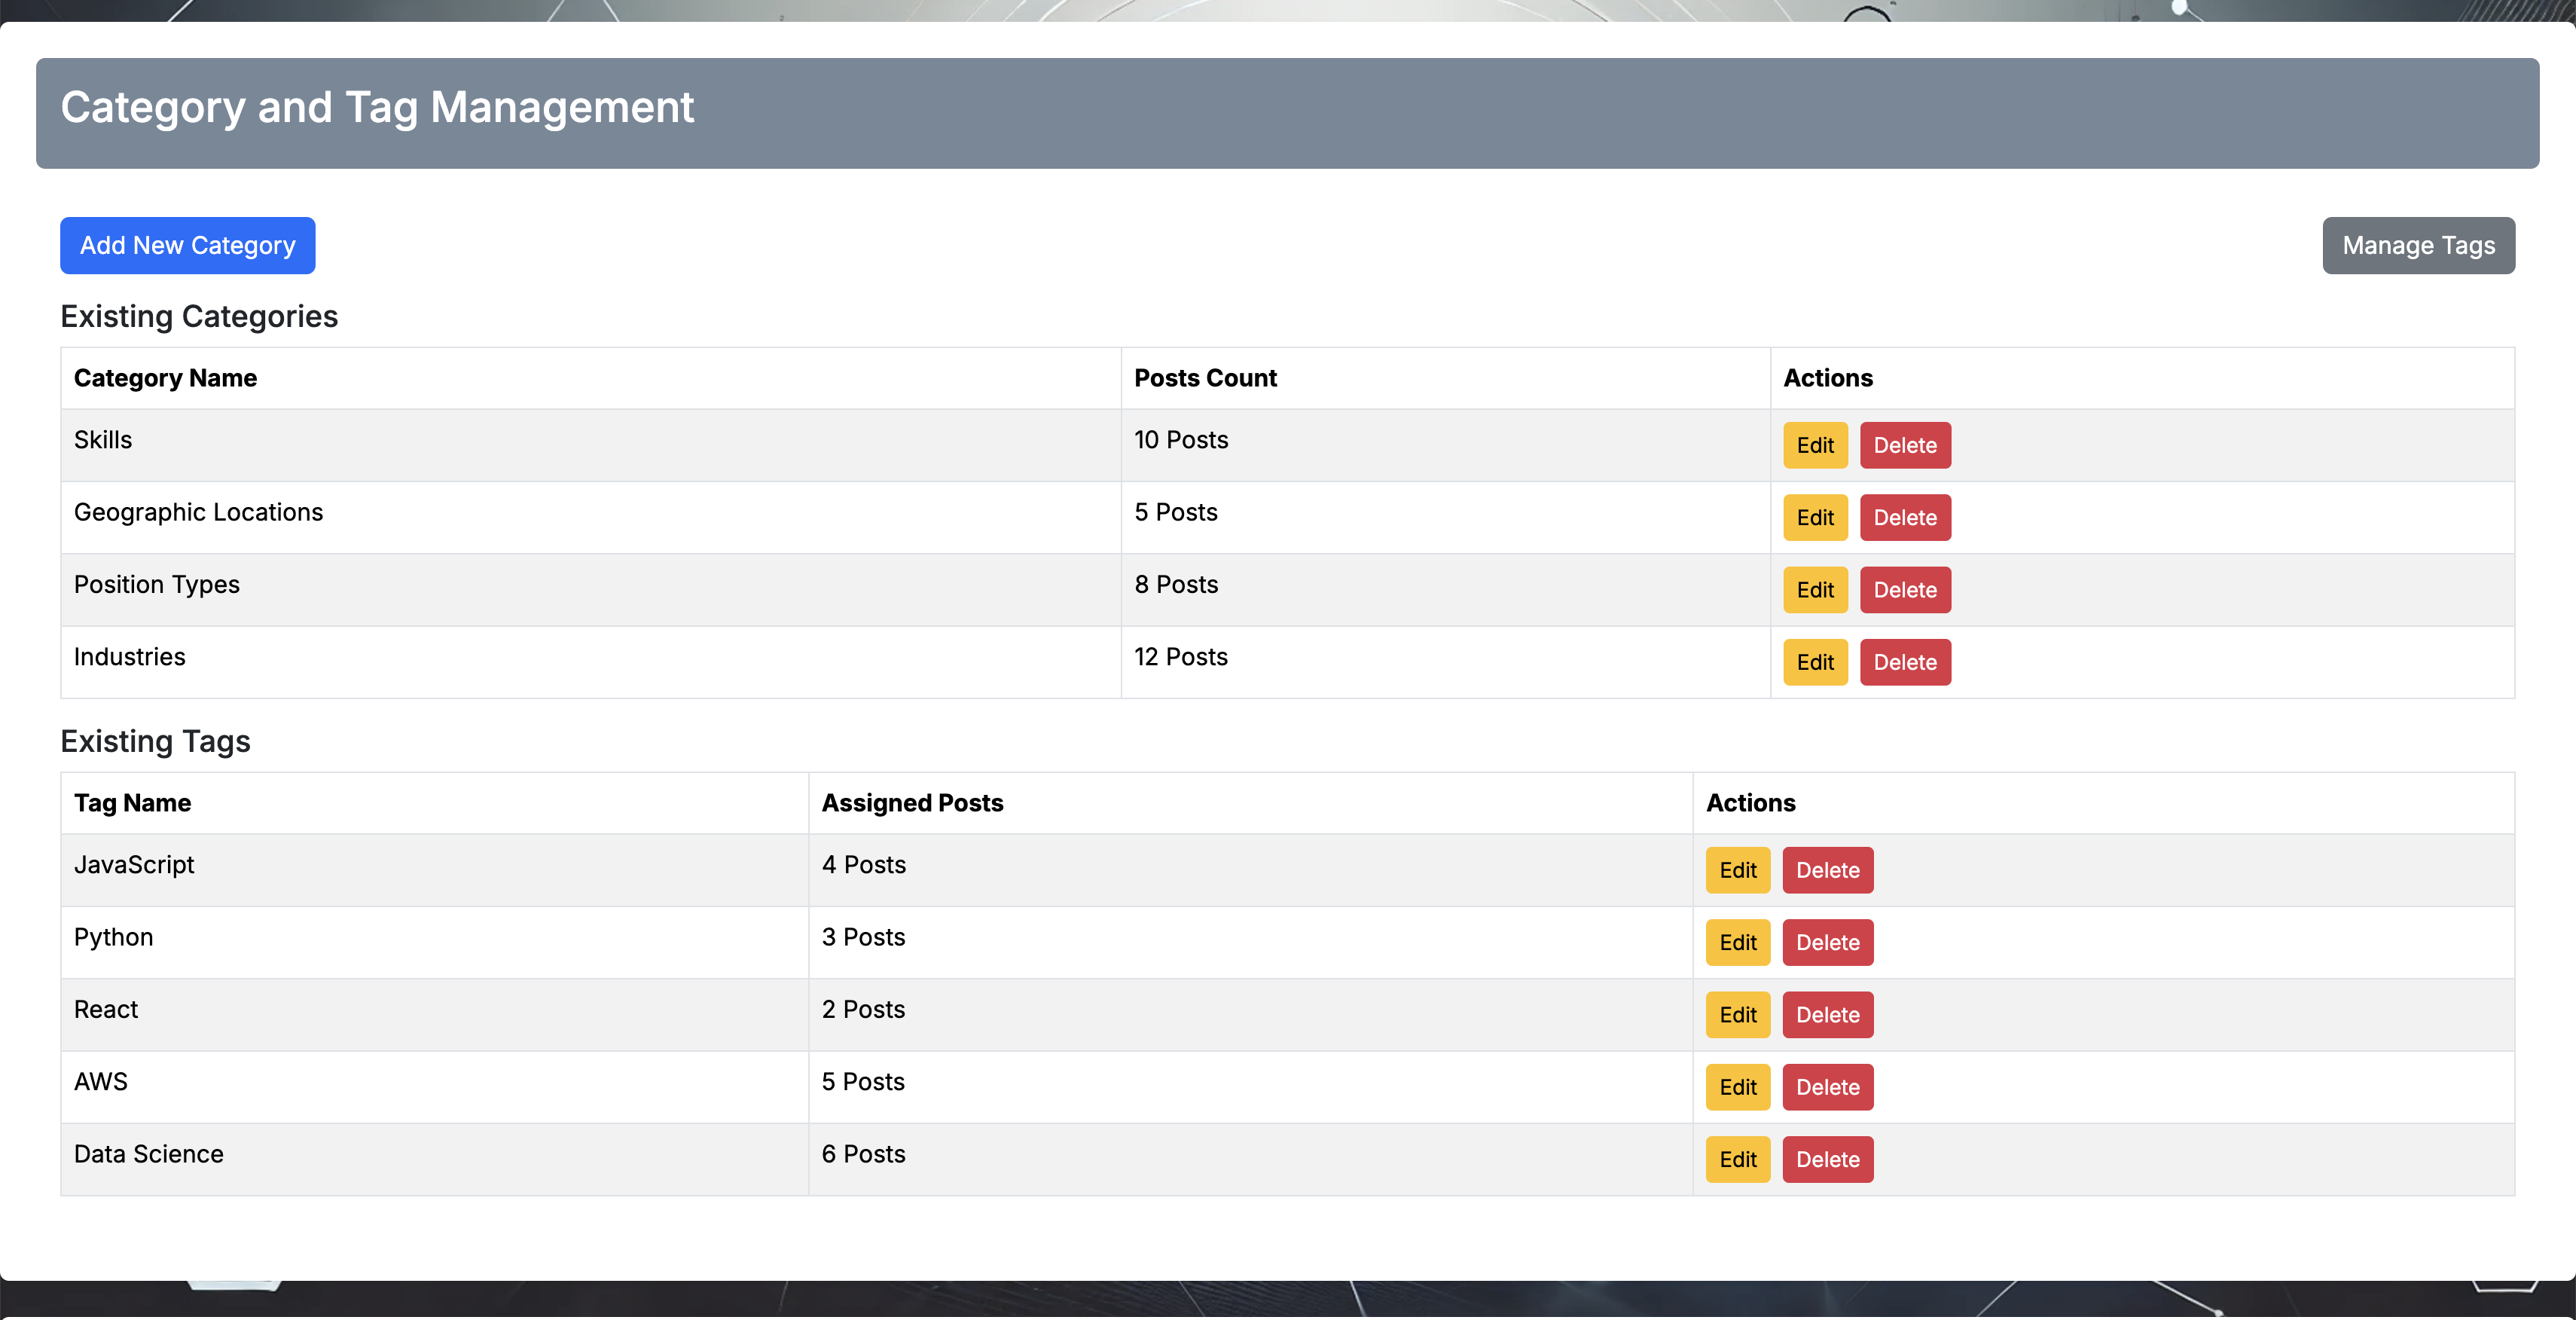 Category and Tag Management
Add New Category Manage Tags
Existing Categories
Category Name Posts Count Actions
Skills 10 Posts Edit Delete
Geographic Locations 5 Posts Edit Delete
Position Types 8 Posts Edit Delete
Industries 12 Posts Edit Delete
Existing Tags
Tag Name Assigned Posts Actions
JavaScript 4 Posts Edit Delete
Python 3 Posts Edit Delete
React 2 Posts Edit Delete
AWS 5 Posts Edit Delete
Data Science 6 Posts Edit Delete